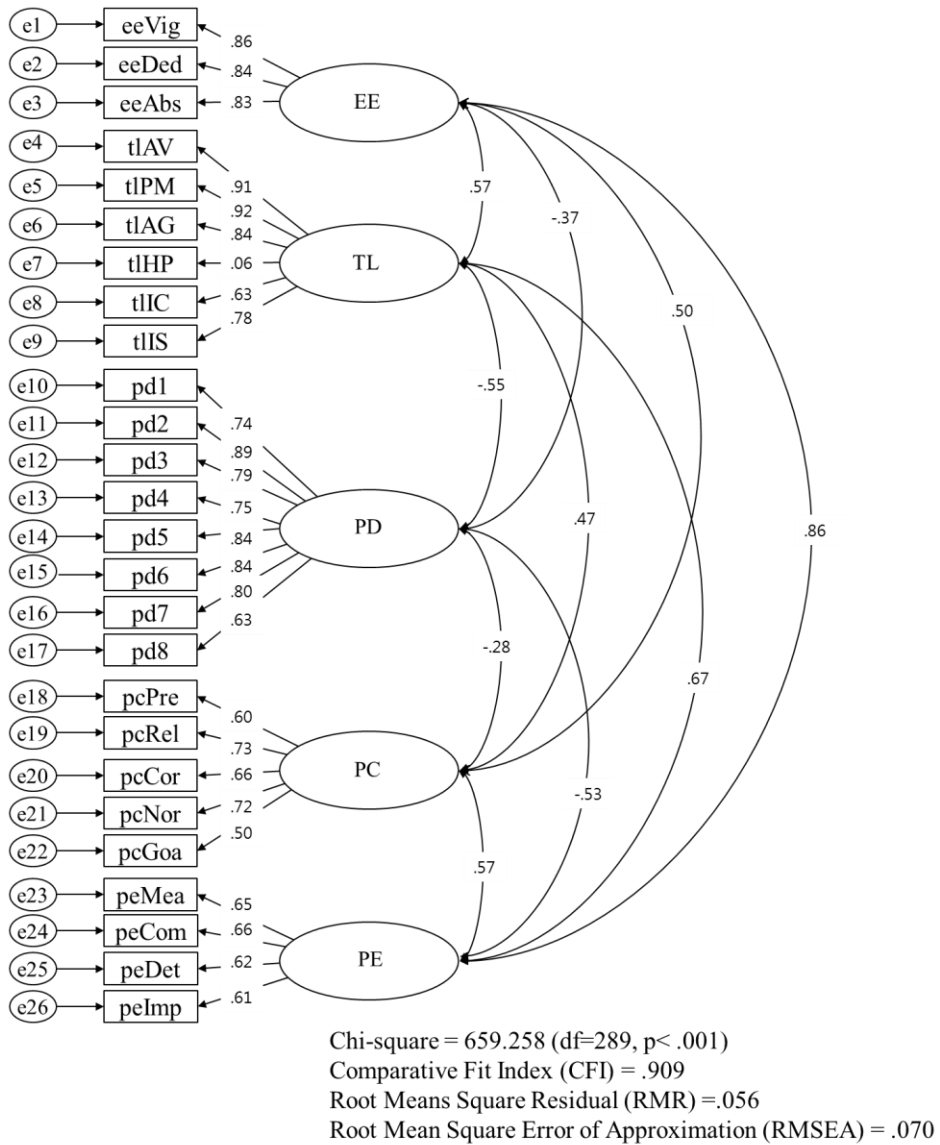 e1 eeVig .86
e2 eeDed .84
e3 eeAbs .83
EE
e4 tlAV .91
e5 tlPM .92
e6 tlAG .84
e7 tlHP .06
e8 tlIC .63
e9 tlIS .78
TL
e10 pd1 .74
e11 pd2 .89
e12 pd3 .79
e13 pd4 .75
e14 pd5 .84
e15 pd6 .84
e16 pd7 .80
e17 pd8 .63
PD
e18 pcPre .60
e19 pcRel .73
e20 pcCor .66
e21 pcNor .72
e22 pcGoa .50
PC
e23 peMea .65
e24 peCom .66
e25 peDet .62
e26 peImp .61
PE
.57
-.37
.50
-.55
.47
.86
-.28
.67
-.53
.57
Chi-square = 659.258 (df=289, p< .001)
Comparative Fit Index (CFI) = .909
Root Means Square Residual (RMR) =.056
Root Mean Square Error of Approximation (RMSEA) = .070